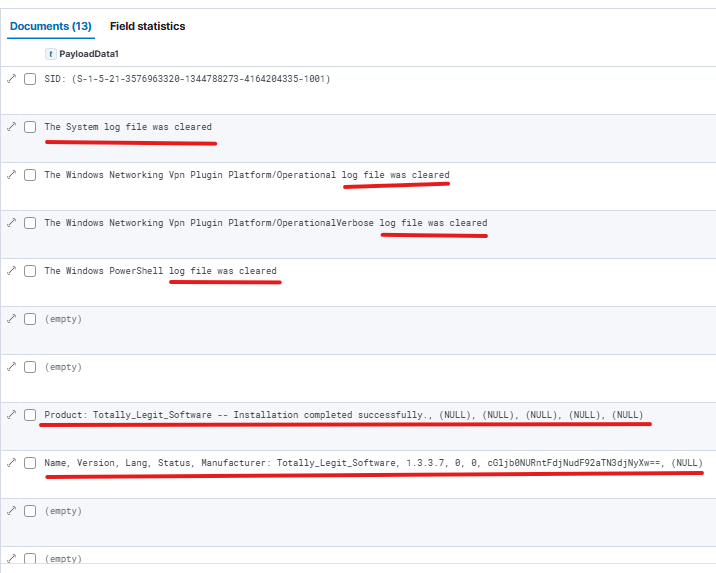 Documents (13) Field statistics
t PayloadData1
SID: (S-1-5-21-3576963320-1344788273-4164204335-1001)
The System log file was cleared
The Windows Networking Vpn Plugin Platform/Operational log file was cleared
The Windows Networking Vpn Plugin Platform/OperationalVerbose log file was cleared
The Windows PowerShell log file was cleared
(empty)
(empty)
Product: Totally_Legit_Software -- Installation completed successfully., (NULL), (NULL), (NULL), (NULL), (NULL)
Name, Version, Lang, Status, Manufacturer: Totally_Legit_Software, 1.3.3.7, 0, 0, cGljb0NURntFdjNudF92aTN3djNyXw==, (NULL)
(empty)
(empty)